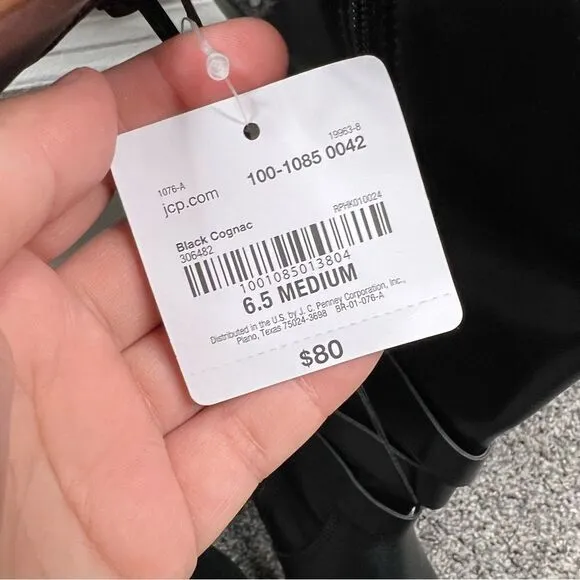 19963-8
1076-A
100-1085 0042
jcp.com
RPHK010024
Black Cognac
306482
1001085013804
6.5 MEDIUM
Distributed in the U.S. by J. C. Penney Corporation, Inc.,
Plano, Texas 75024-3698 BR-01-076-A
$80